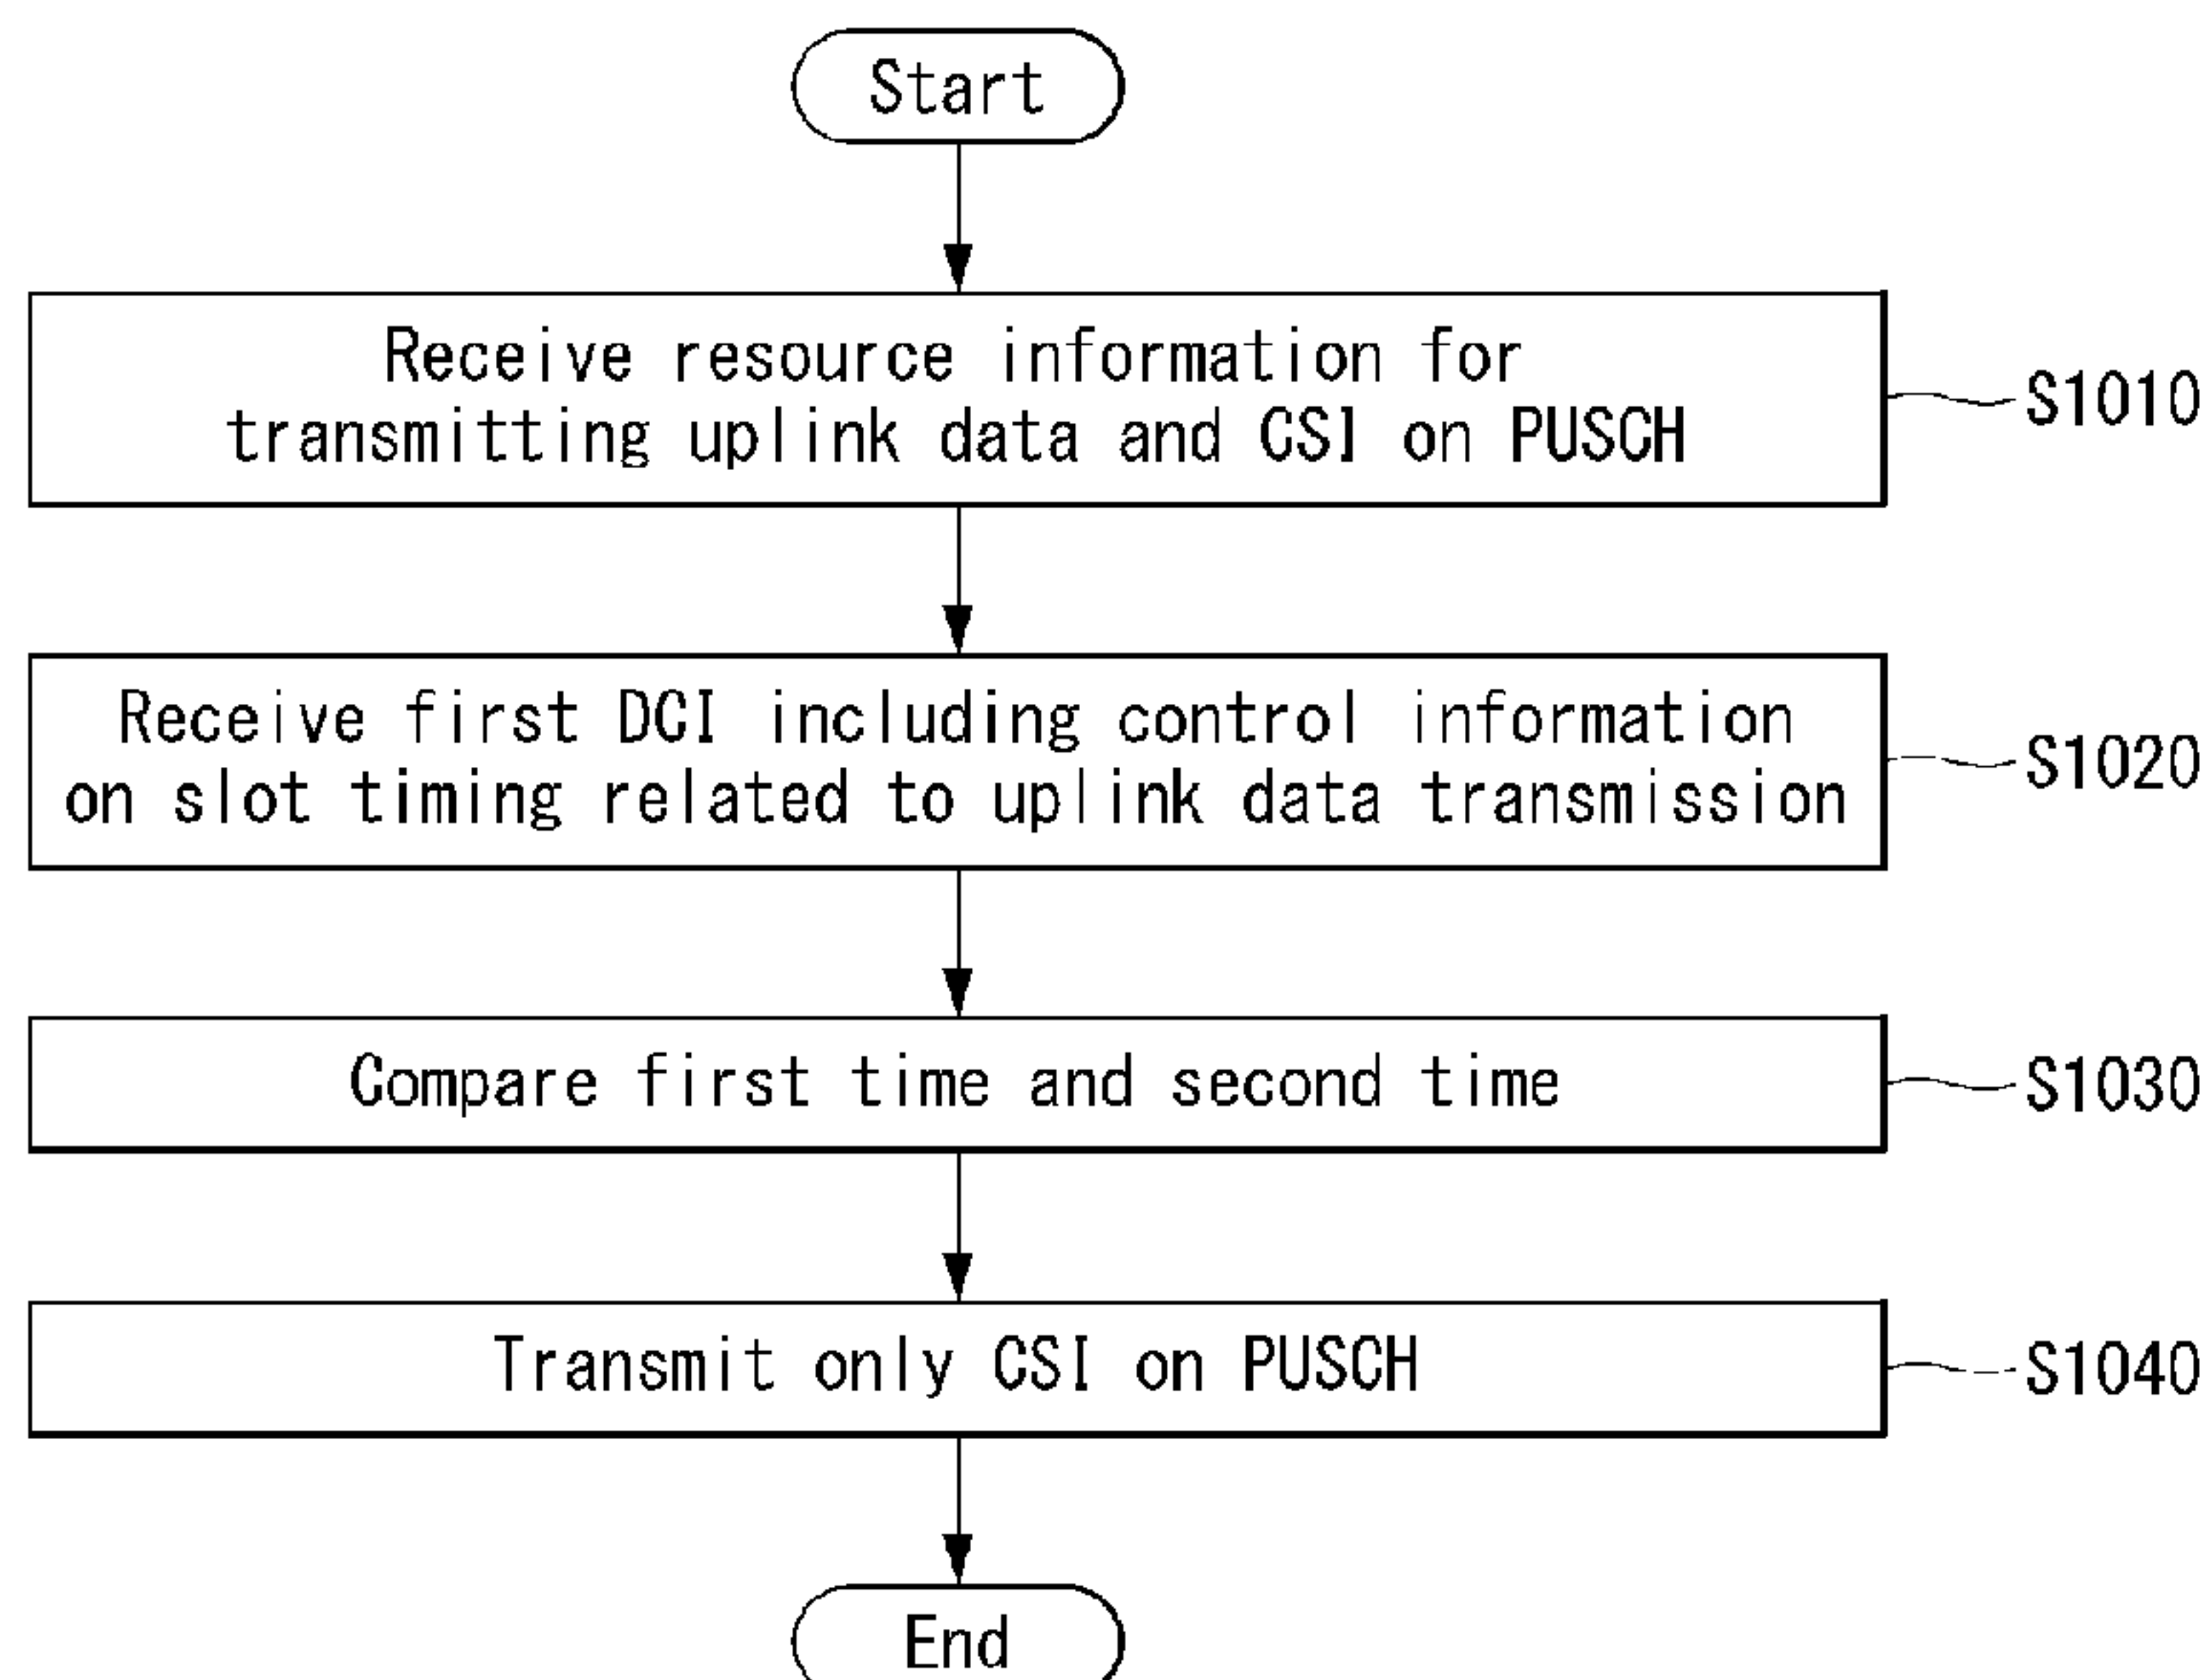 Start
Receive resource information for
transmitting uplink data and CSI on PUSCH
S1010
Receive first DCI including control information
on slot timing related to uplink data transmission
S1020
Compare first time and second time
S1030
Transmit only CSI on PUSCH
S1040
End